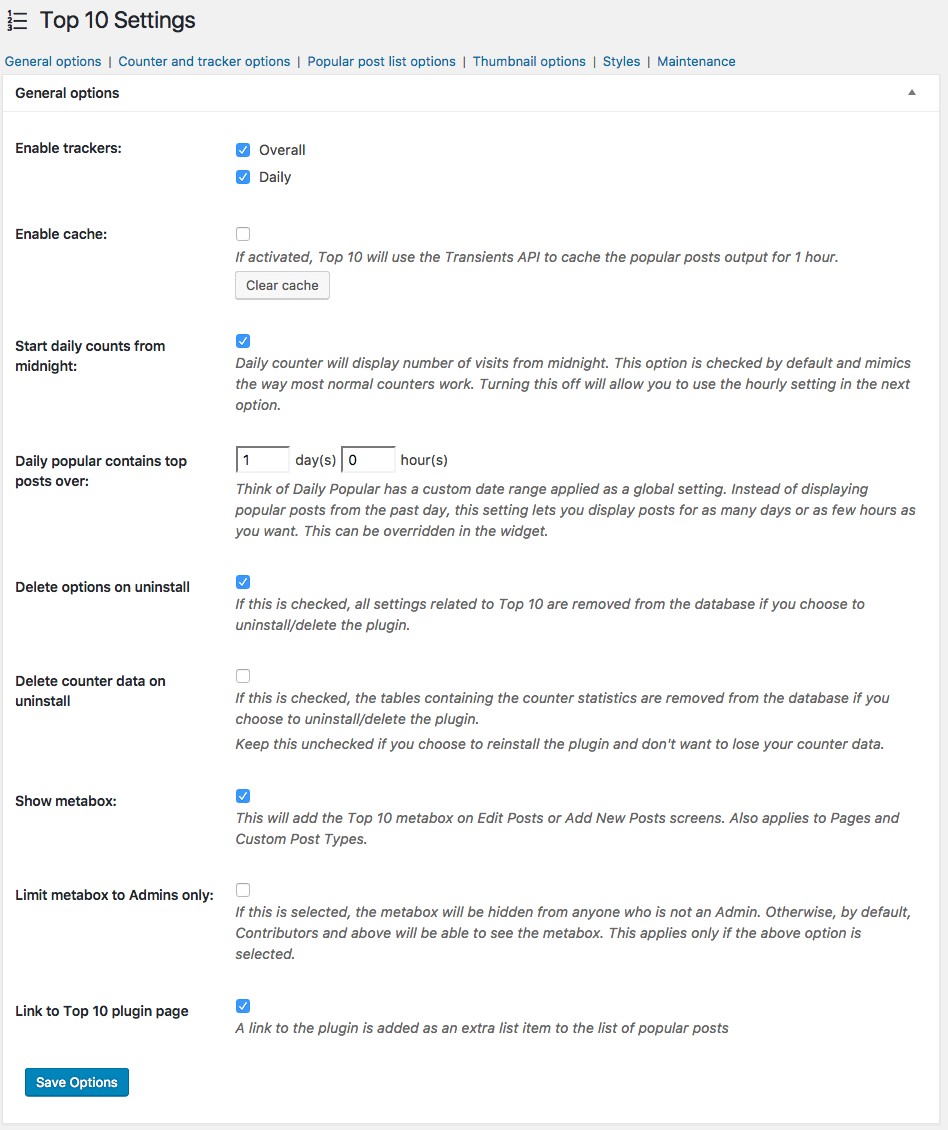 Top 10 Settings
General options | Counter and tracker options | Popular post list options | Thumbnail options | Styles | Maintenance
General options
Enable trackers:
Overall
Daily
Enable cache:
If activated, Top 10 will use the Transients API to cache the popular posts output for 1 hour.
Clear cache
Start daily counts from
midnight:
Daily counter will display number of visits from midnight. This option is checked by default and mimics
the way most normal counters work. Turning this off will allow you to use the hourly setting in the next
option.
Daily popular contains top
posts over:
1 day(s) 0 hour(s)
Think of Daily Popular has a custom date range applied as a global setting. Instead of displaying
popular posts from the past day, this setting lets you display posts for as many days or as few hours as
you want. This can be overridden in the widget.
Delete options on uninstall
If this is checked, all settings related to Top 10 are removed from the database if you choose to
uninstall/delete the plugin.
Delete counter data on
uninstall
If this is checked, the tables containing the counter statistics are removed from the database if you
choose to uninstall/delete the plugin.
Keep this unchecked if you choose to reinstall the plugin and don't want to lose your counter data.
Show metabox:
This will add the Top 10 metabox on Edit Posts or Add New Posts screens. Also applies to Pages and
Custom Post Types.
Limit metabox to Admins only:
If this is selected, the metabox will be hidden from anyone who is not an Admin. Otherwise, by default,
Contributors and above will be able to see the metabox. This applies only if the above option is
selected.
Link to Top 10 plugin page
A link to the plugin is added as an extra list item to the list of popular posts
Save Options